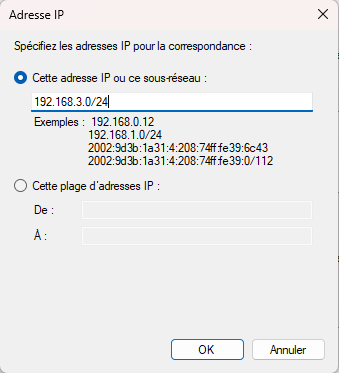 Adresse IP
Spécifiez les adresses IP pour la correspondance :
Cette adresse IP ou ce sous-réseau :
192.168.3.0/24
Exemples : 192.168.0.12
192.168.1.0/24
2002:9d3b:1a31:4:208:74ff:fe39:6c43
2002:9d3b:1a31:4:208:74ff:fe39:0/112
Cette plage d'adresses IP :
De :
À :
OK Annuler